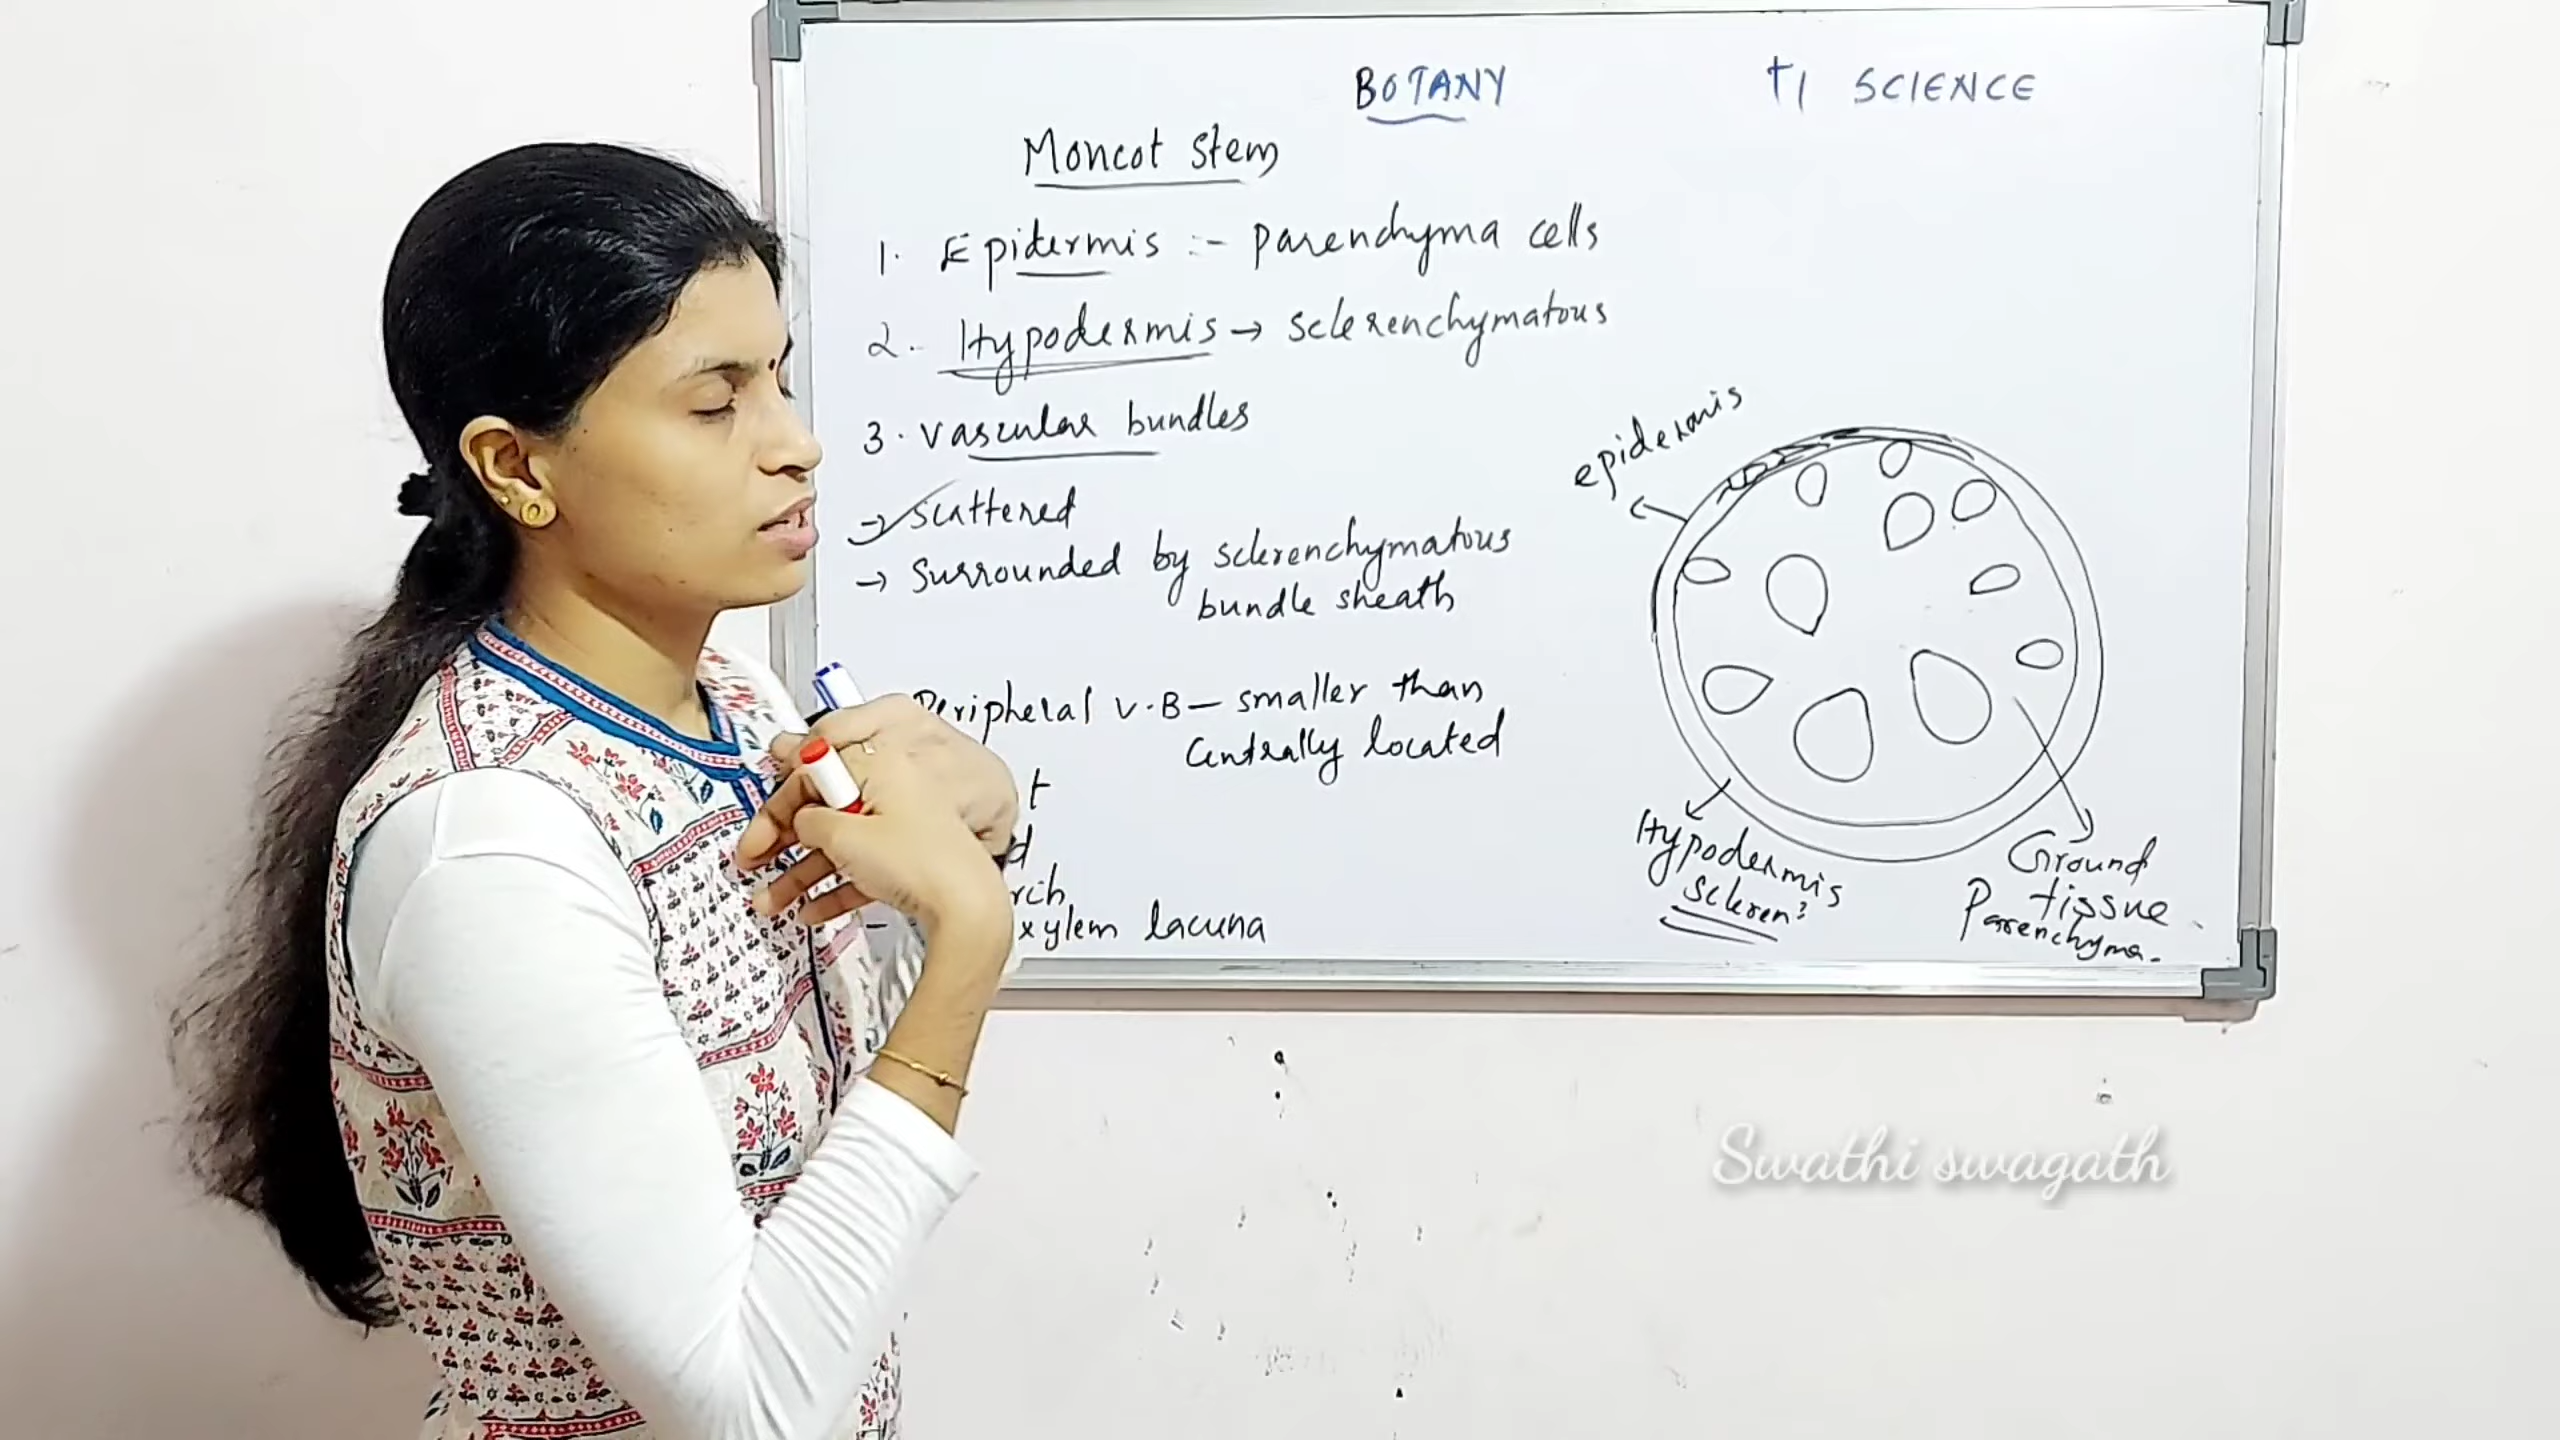 BOTANY
+1 SCIENCE
Moncot stem
1. Epidermis :- parenchyma cells
2. Hypodermis → sclerenchymatous
3. vascular bundles
→ scattered
→ surrounded by sclerenchymatous
bundle sheath
Peripheral V.B — smaller than
centrally located
t
d
rch
xylem lacuna
epidermis
Hypodermis
scleren:
Ground
tissue
Parenchyma.
Swathi swagath